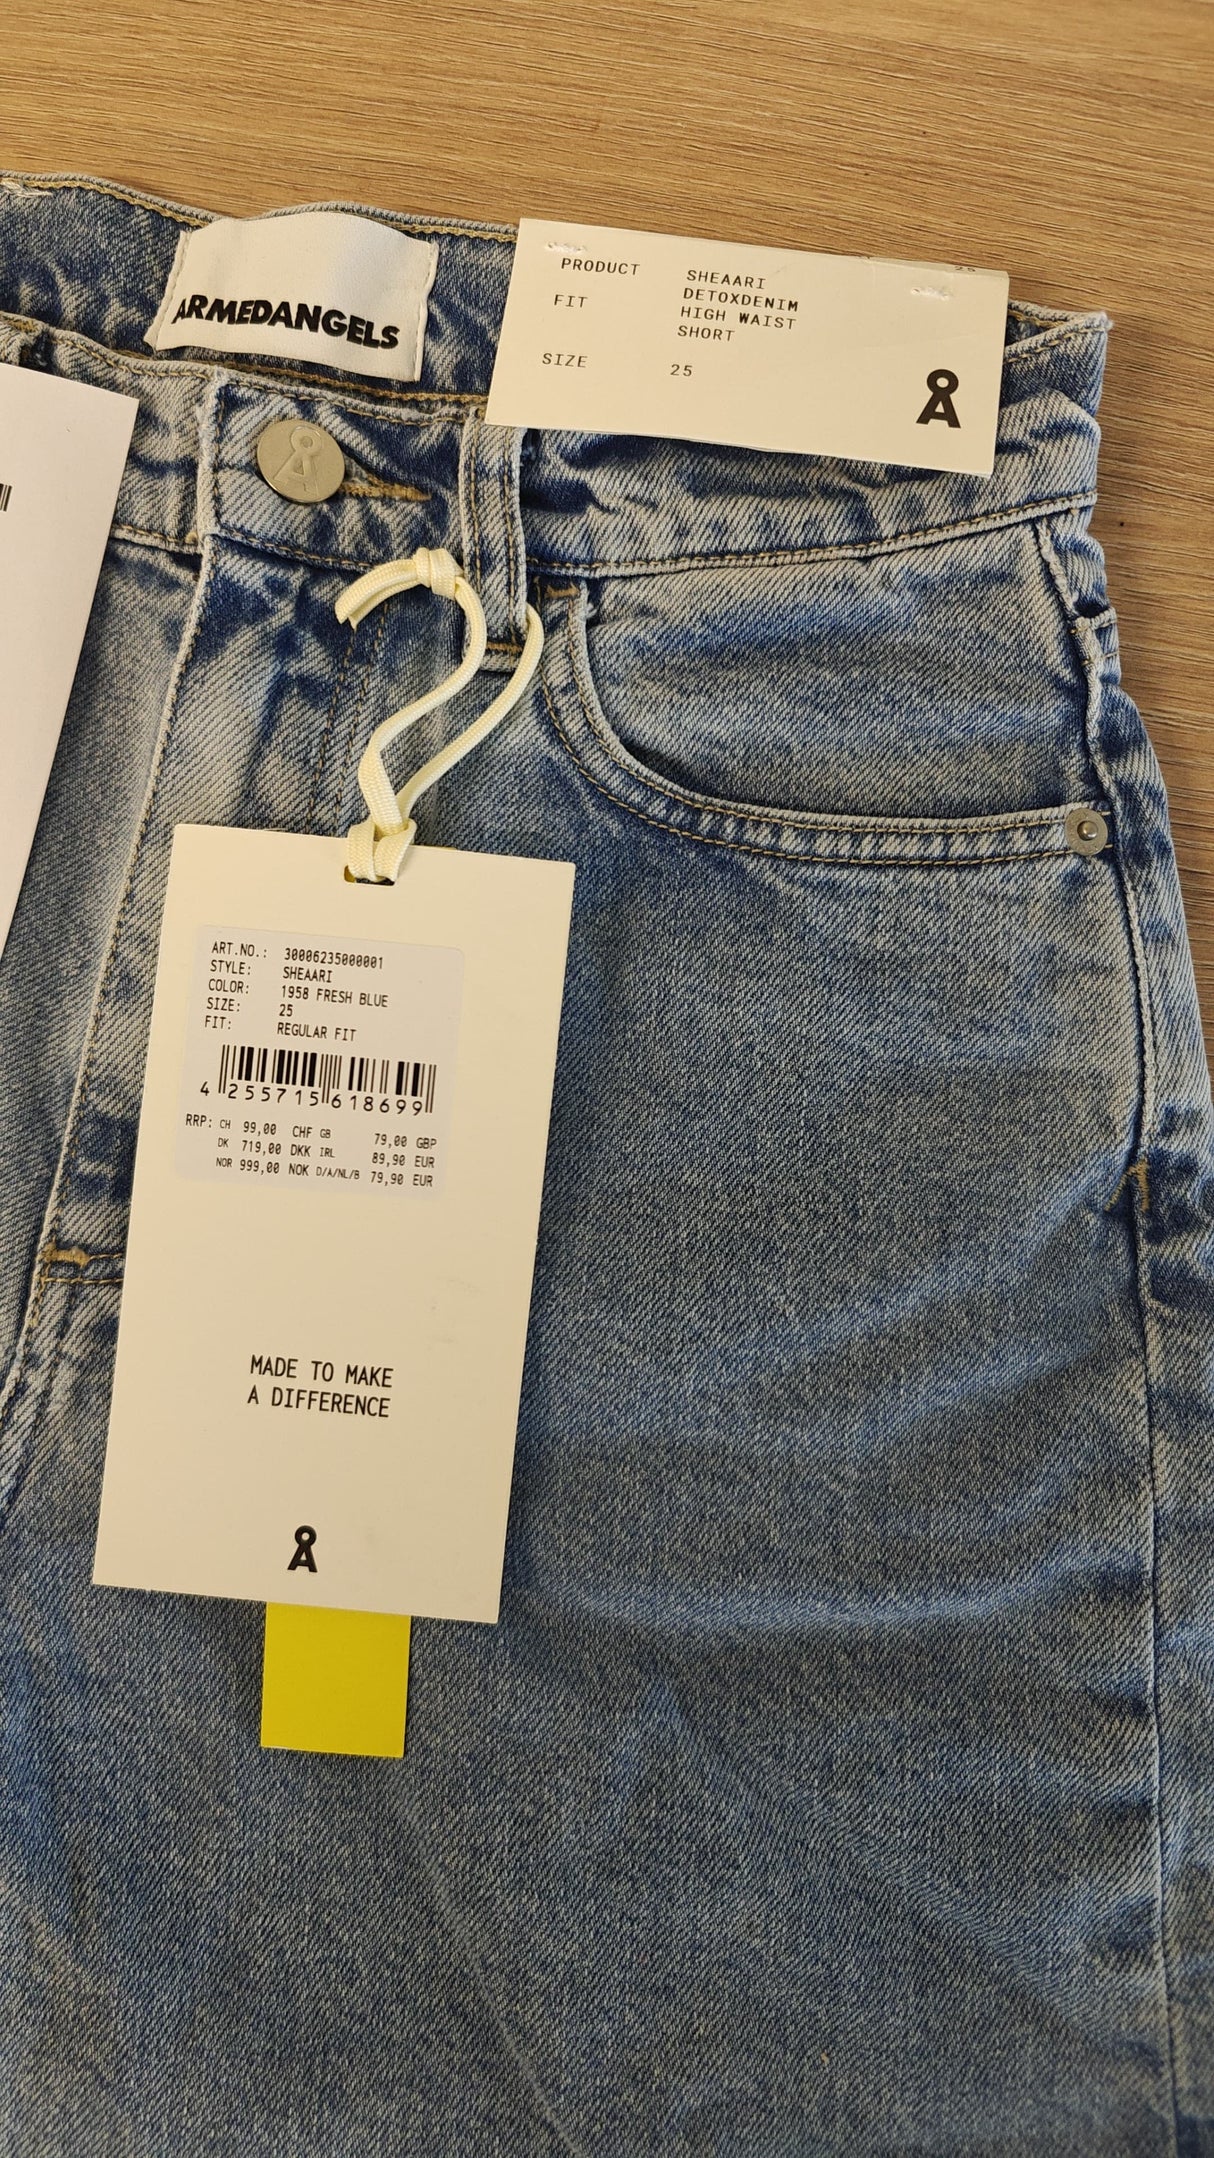 ARMEDANGELS
25
PRODUCT SHEAARI
DETOXDENIM
FIT HIGH WAIST
SHORT
SIZE 25
ART.NO.: 30006235000001
STYLE: SHEAARI
COLOR: 1958 FRESH BLUE
SIZE: 25
FIT: REGULAR FIT
4 255715 618699
RRP: CH 99,00 CHF GB 79,00 GBP
DK 719,00 DKK IRL 89,90 EUR
NOR 999,00 NOK D/A/NL/B 79,90 EUR
MADE TO MAKE
A DIFFERENCE